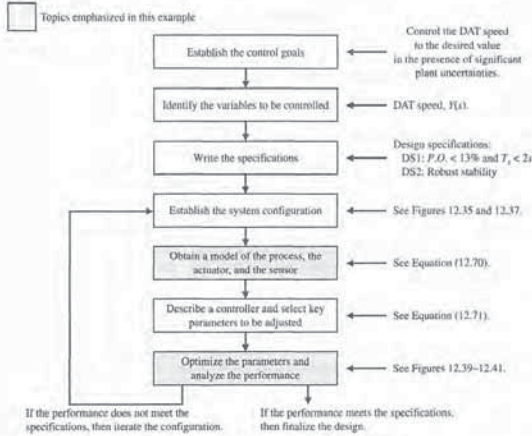 Topics emphasized in this example
Establish the control goals
Control the DAT speed
to the desired value
in the presence of significant
plant uncertainties.
Identify the variables to be controlled
DAT speed, Y(s).
Write the specifications
Design specifications:
DS1: P.O. < 13% and Ts < 2s
DS2: Robust stability
Establish the system configuration
See Figures 12.35 and 12.37.
Obtain a model of the process, the
actuator, and the sensor
See Equation (12.70).
Describe a controller and select key
parameters to be adjusted
See Equation (12.71).
Optimize the parameters and
analyze the performance
See Figures 12.39–12.41.
If the performance does not meet the
specifications, then iterate the configuration.
If the performance meets the specifications,
then finalize the design.